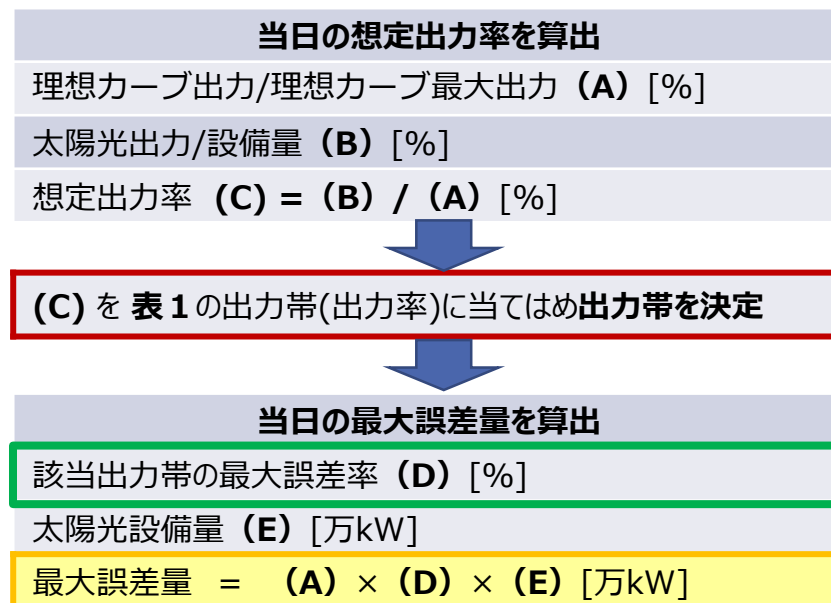 当日の想定出力率を算出
理想カーブ出力/理想カーブ最大出力（A）[%]
太陽光出力/設備量（B）[%]
想定出力率 (C) =（B）/（A）[%]
(C) を 表１の出力帯(出力率)に当てはめ出力帯を決定
当日の最大誤差量を算出
該当出力帯の最大誤差率（D）[%]
太陽光設備量（E）[万kW]
最大誤差量 = （A）×（D）×（E）[万kW]